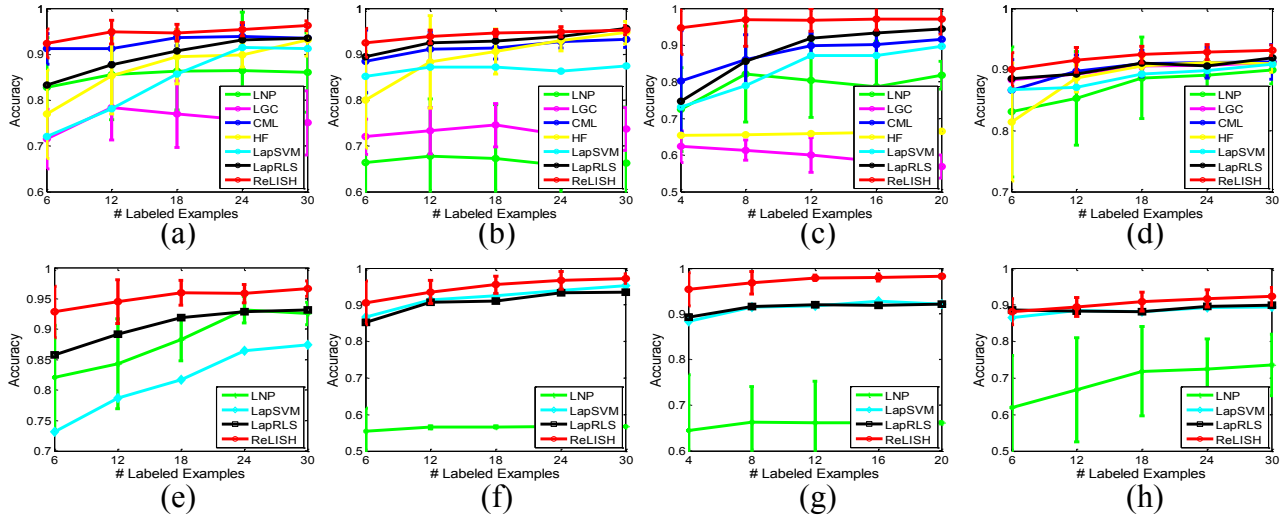 1
0.9
0.8
0.7
0.6
Accuracy
6 12 18 24 30
# Labeled Examples
LNP
LGC
CML
HF
LapSVM
LapRLS
ReLISH
(a)
1
0.9
0.8
0.7
0.6
Accuracy
6 12 18 24 30
# Labeled Examples
LNP
LGC
CML
HF
LapSVM
LapRLS
ReLISH
(b)
1
0.9
0.8
0.7
0.6
0.5
Accuracy
4 8 12 16 20
# Labeled Examples
LNP
LGC
CML
HF
LapSVM
LapRLS
ReLISH
(c)
1
0.9
0.8
0.7
Accuracy
6 12 18 24 30
# Labeled Examples
LNP
LGC
CML
HF
LapSVM
LapRLS
ReLISH
(d)
1
0.95
0.9
0.85
0.8
0.75
0.7
Accuracy
6 12 18 24 30
# Labeled Examples
LNP
LapSVM
LapRLS
ReLISH
(e)
1
0.9
0.8
0.7
0.6
0.5
Accuracy
6 12 18 24 30
# Labeled Examples
LNP
LapSVM
LapRLS
ReLISH
(f)
1
0.9
0.8
0.7
0.6
Accuracy
4 8 12 16 20
# Labeled Examples
LNP
LapSVM
LapRLS
ReLISH
(g)
1
0.9
0.8
0.7
0.6
0.5
Accuracy
6 12 18 24 30
# Labeled Examples
LNP
LapSVM
LapRLS
ReLISH
(h)